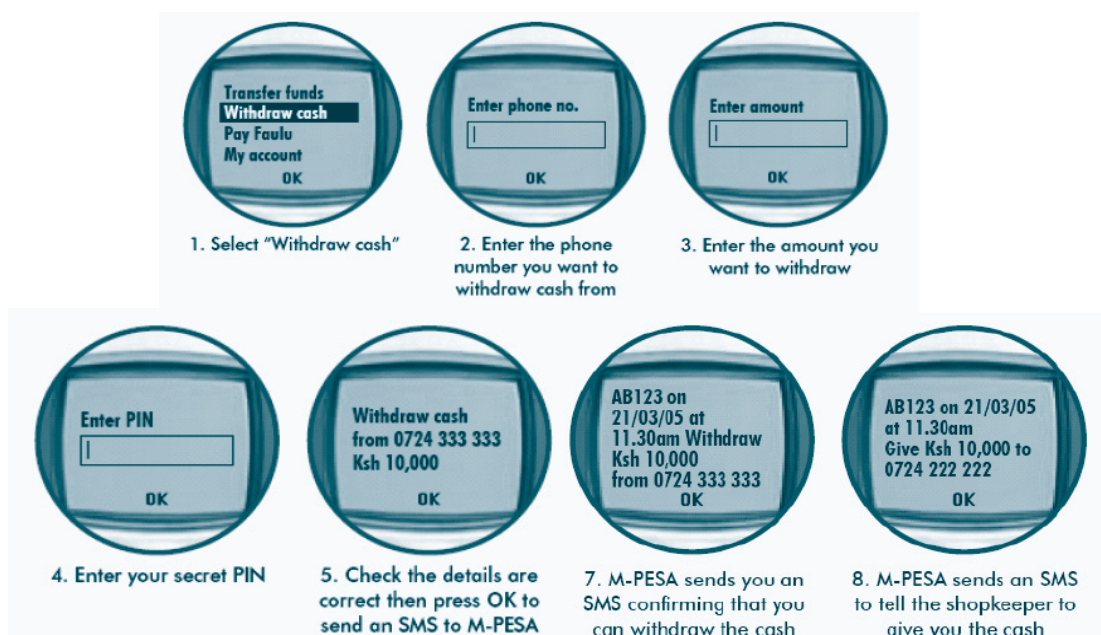 Transfer funds
Withdraw cash
Pay Faulu
My account
OK
1. Select “Withdraw cash”
Enter phone no.
OK
2. Enter the phone
number you want to
withdraw cash from
Enter amount
OK
3. Enter the amount you
want to withdraw
Enter PIN
OK
4. Enter your secret PIN
Withdraw cash
from 0724 333 333
Ksh 10,000
OK
5. Check the details are
correct then press OK to
send an SMS to M-PESA
AB123 on
21/03/05 at
11.30am Withdraw
Ksh 10,000
from 0724 333 333
OK
7. M-PESA sends you an
SMS confirming that you
can withdraw the cash
AB123 on 21/03/05
at 11.30am
Give Ksh 10,000 to
0724 222 222
OK
8. M-PESA sends an SMS
to tell the shopkeeper to
give you the cash